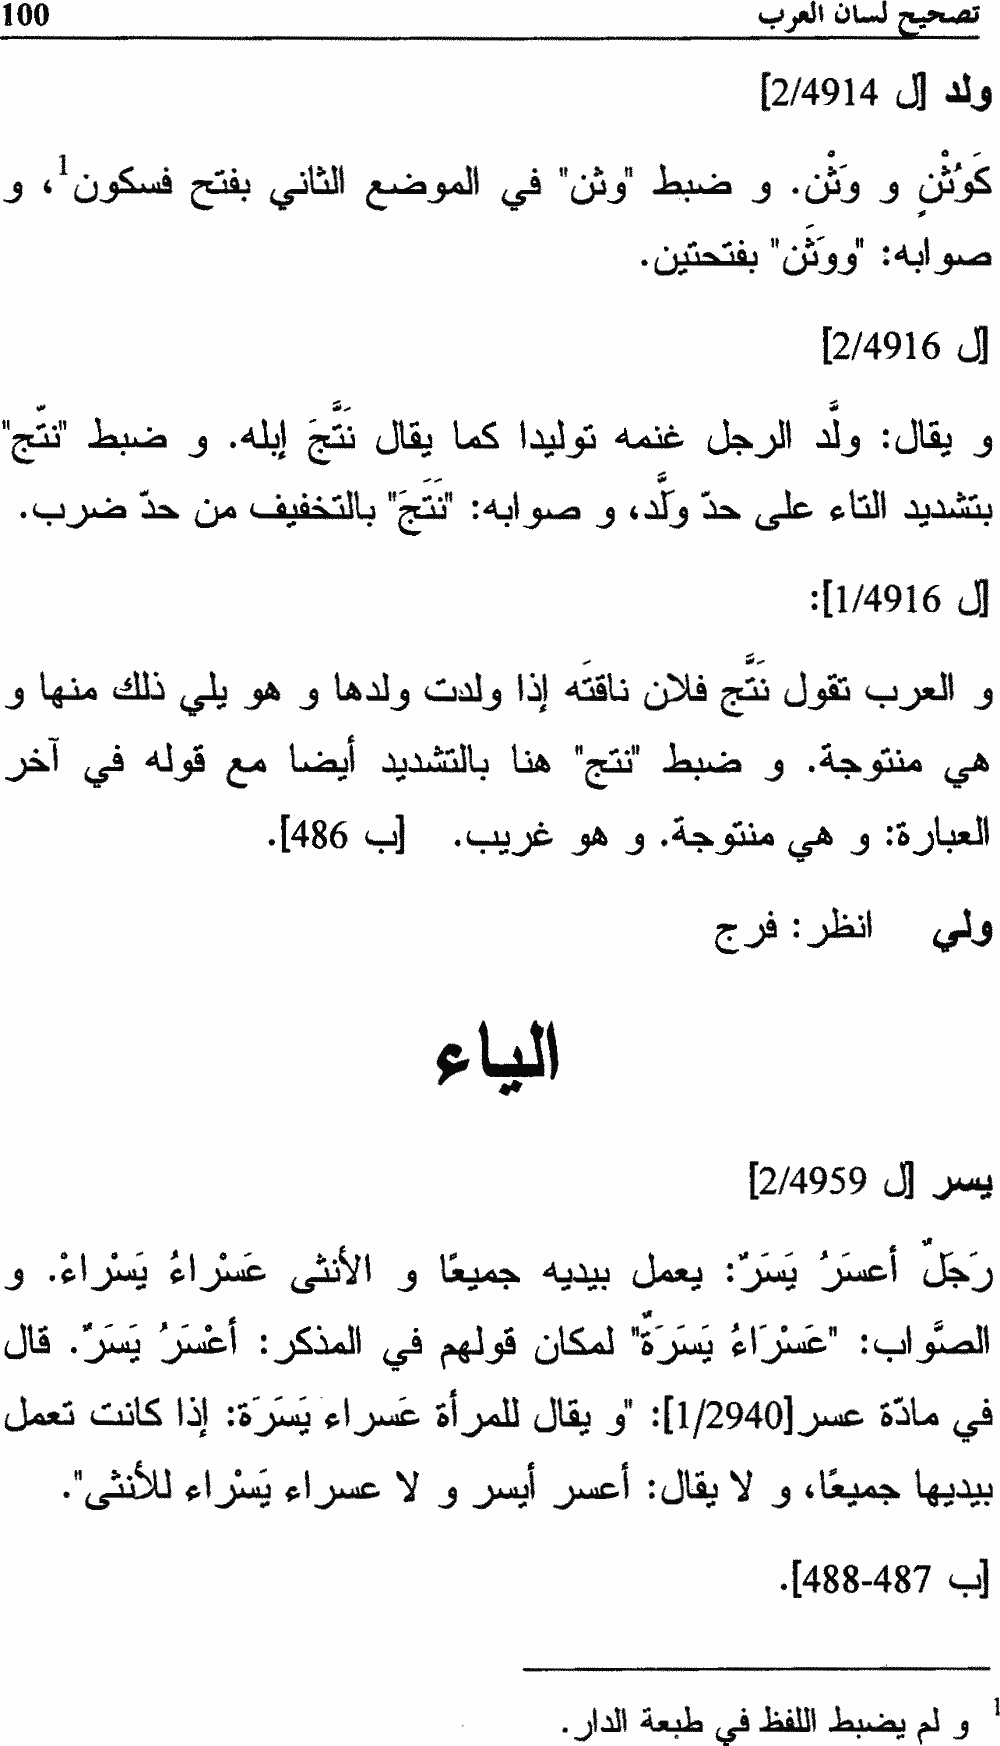 تصحيح لسان العرب 100
ولد [ل 2/4914]
كَوُثْنٍ و وَثْن. و ضبط "وثن" في الموضع الثاني بفتح فسكون1، و
صوابه: "ووَثَن" بفتحتين.
[ل 2/4916]
و يقال: ولَّد الرجل غنمه توليدا كما يقال نَتَّجَ إبله. و ضبط "نتّج"
بتشديد التاء على حدّ ولَّد، و صوابه: "نَتَجَ" بالتخفيف من حدّ ضرب.
[ل 1/4916]:
و العرب تقول نَتَّج فلان ناقتَه إذا ولدت ولدها و هو يلي ذلك منها و
هي منتوجة. و ضبط "نتج" هنا بالتشديد أيضا مع قوله في آخر
العبارة: و هي منتوجة. و هو غريب. [ب 486].
ولي انظر: فرج
الياء
يسر [ل 2/4959]
رَجَلٌ أعسَرُ يَسَرٌ: يعمل بيديه جميعًا و الأنثى عَسْراءُ يَسْراءْ. و
الصَّواب: "عَسْرَاءُ يَسَرَةٌ" لمكان قولهم في المذكر: أعْسَرُ يَسَرٌ. قال
في مادّة عسر[1/2940]: "و يقال للمرأة عَسراء يَسَرَة: إذا كانت تعمل
بيديها جميعًا، و لا يقال: أعسر أيسر و لا عسراء يَسْراء للأنثى".
[ب 487-488].
1 و لم يضبط اللفظ في طبعة الدار.